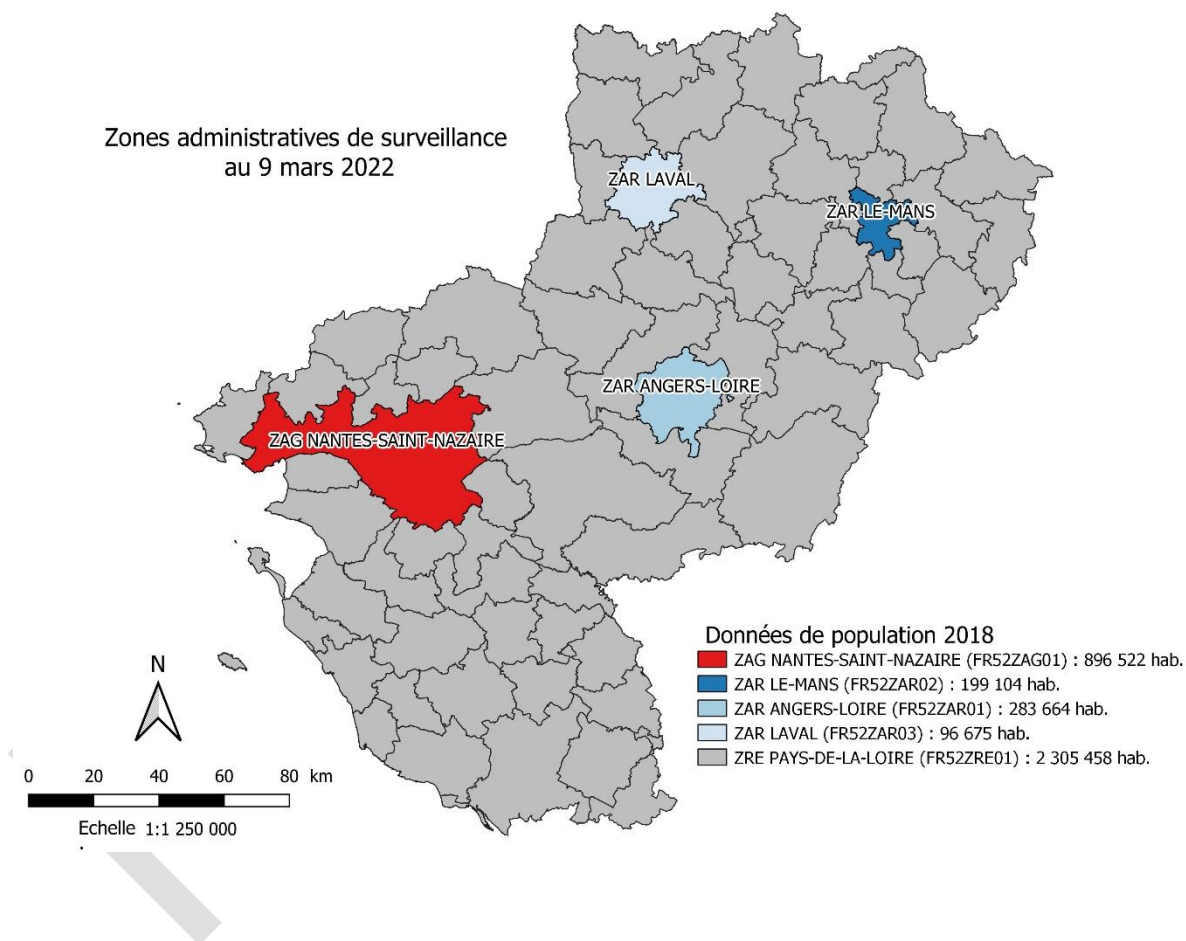 Zones administratives de surveillance
au 9 mars 2022
ZAR LAVAL
ZAR LE-MANS
ZAR ANGERS-LOIRE
ZAG NANTES-SAINT-NAZAIRE
Données de population 2018
ZAG NANTES-SAINT-NAZAIRE (FR52ZAG01) : 896 522 hab.
ZAR LE-MANS (FR52ZAR02) : 199 104 hab.
ZAR ANGERS-LOIRE (FR52ZAR01) : 283 664 hab.
ZAR LAVAL (FR52ZAR03) : 96 675 hab.
ZRE PAYS-DE-LA-LOIRE (FR52ZRE01) : 2 305 458 hab.
N
0 20 40 60 80 km
Echelle 1:1 250 000